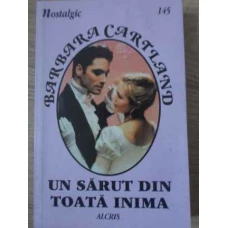 Nostalgic 145
BARBARA CARTLAND
UN SĂRUT DIN
TOATĂ INIMA
ALCRIS